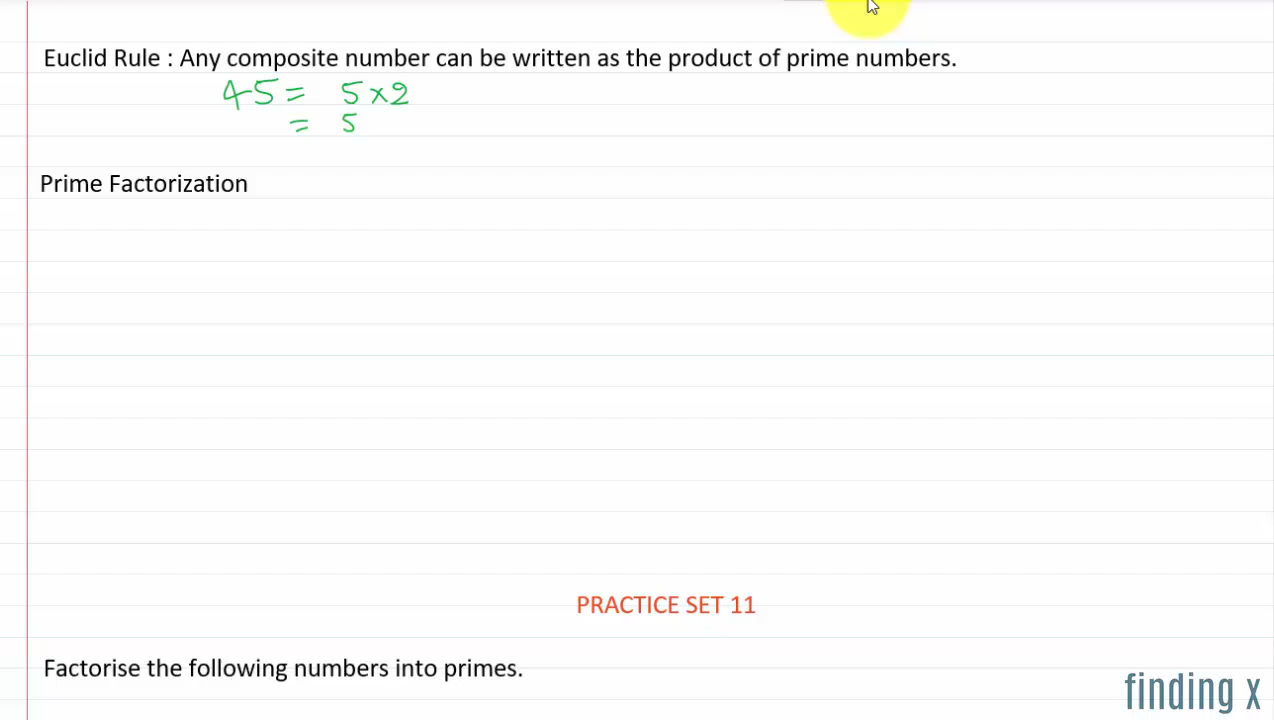 Euclid Rule : Any composite number can be written as the product of prime numbers.
45 = 5 × 2
= 5
Prime Factorization
PRACTICE SET 11
Factorise the following numbers into primes.
finding x